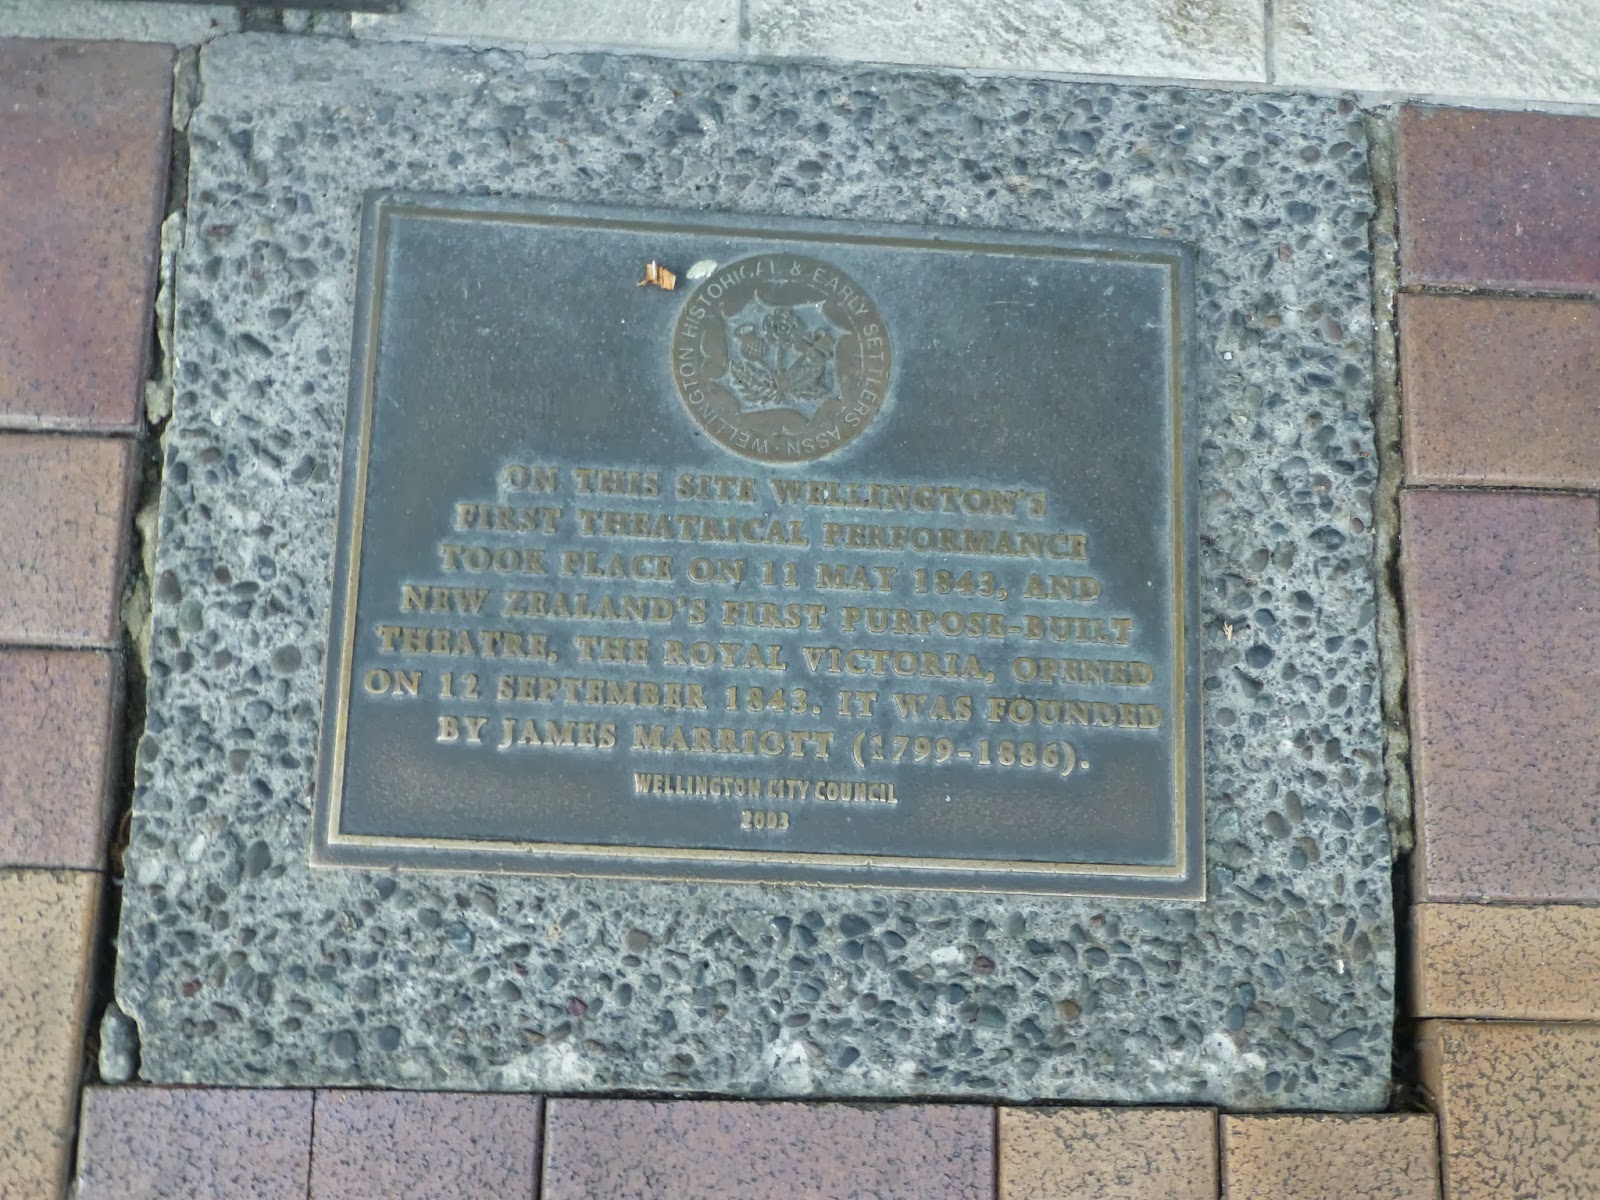 WELLINGTON HISTORICAL & EARLY SETTLERS ASSN ·
ON THIS SITE WELLINGTON'S
FIRST THEATRICAL PERFORMANCE
TOOK PLACE ON 11 MAY 1843, AND
NEW ZEALAND'S FIRST PURPOSE-BUILT
THEATRE, THE ROYAL VICTORIA, OPENED
ON 12 SEPTEMBER 1843. IT WAS FOUNDED
BY JAMES MARRIOTT (1799-1886).
WELLINGTON CITY COUNCIL
2003